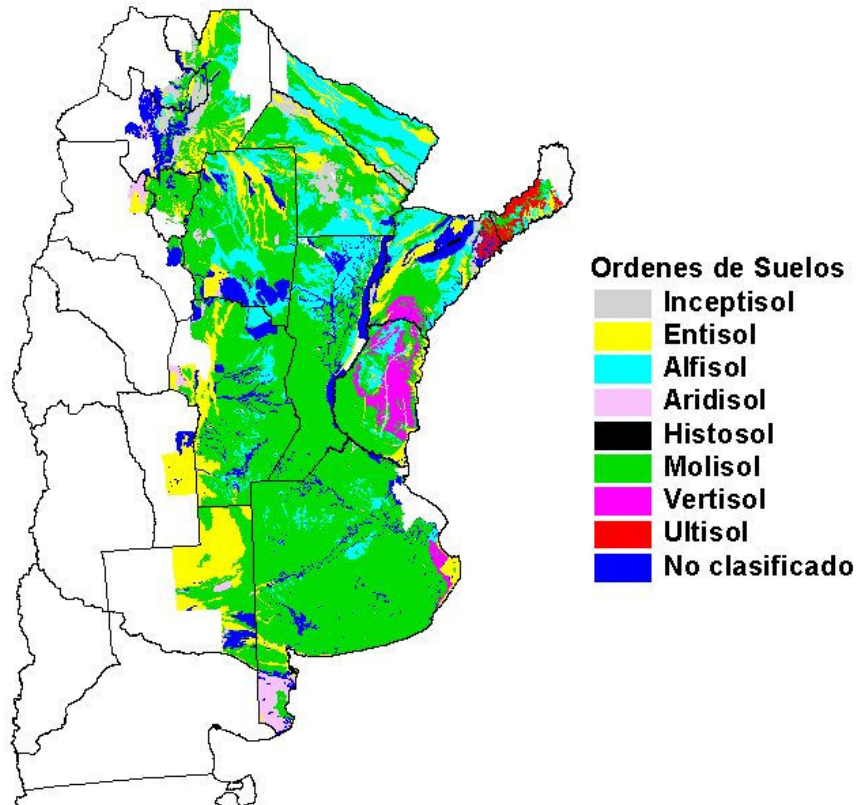 Ordenes de Suelos
Inceptisol
Entisol
Alfisol
Aridisol
Histosol
Molisol
Vertisol
Ultisol
No clasificado